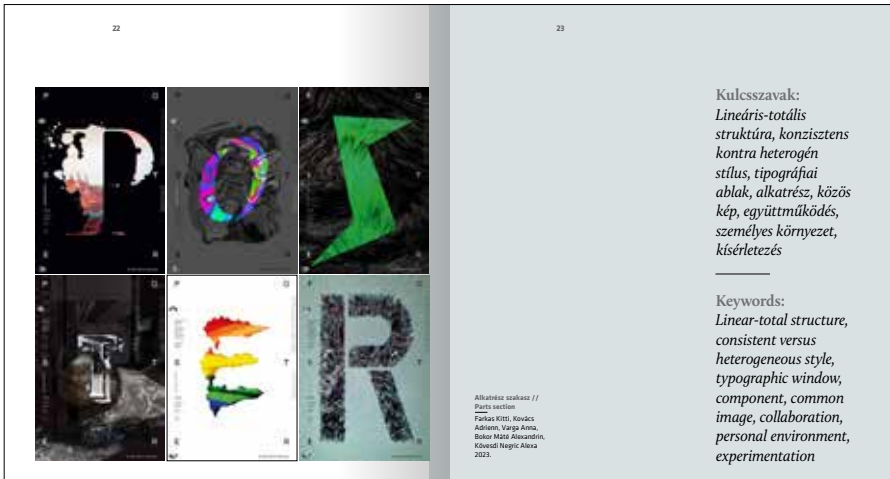 22
23
P
O
S
T
E
R
Kulcsszavak:
Lineáris-totális
struktúra, konzisztens
kontra heterogén
stílus, tipográfiai
ablak, alkatrész, közös
kép, együttműködés,
személyes környezet,
kísérletezés
Keywords:
Linear-total structure,
consistent versus
heterogeneous style,
typographic window,
component, common
image, collaboration,
personal environment,
experimentation
Alkatrész szakasz //
Parts section
Farkas Kitti, Kovács
Adrienn, Varga Anna,
Bokor Máté Alexandrin,
Kövesdi Negric Alexa
2023.